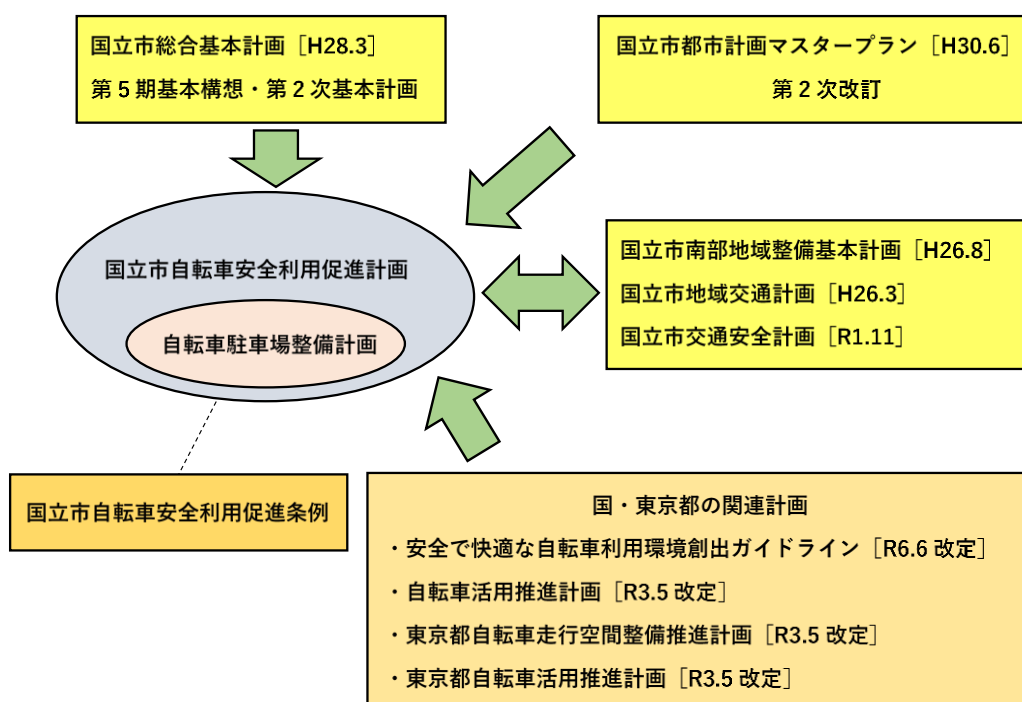 国立市総合基本計画［H28.3］
第5期基本構想・第2次基本計画
国立市都市計画マスタープラン［H30.6］
第2次改訂
国立市自転車安全利用促進計画
自転車駐車場整備計画
国立市南部地域整備基本計画［H26.8］
国立市地域交通計画［H26.3］
国立市交通安全計画［R1.11］
国立市自転車安全利用促進条例
国・東京都の関連計画
・安全で快適な自転車利用環境創出ガイドライン［R6.6 改定］
・自転車活用推進計画［R3.5 改定］
・東京都自転車走行空間整備推進計画［R3.5 改定］
・東京都自転車活用推進計画［R3.5 改定］